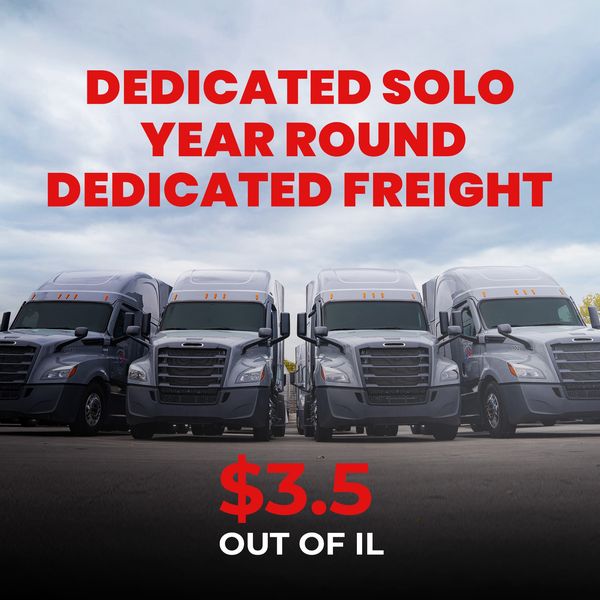 DEDICATED SOLO
YEAR ROUND
DEDICATED FREIGHT
$3.5
OUT OF IL